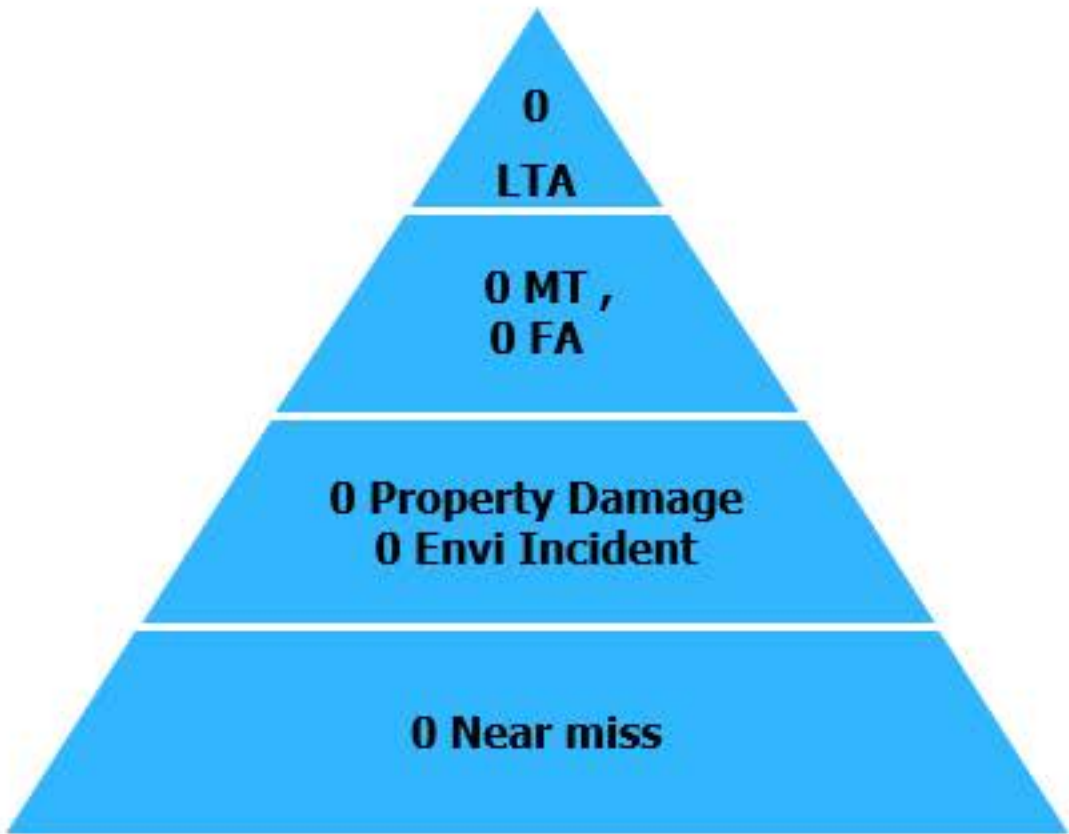 0
LTA
0 MT ,
0 FA
0 Property Damage
0 Envi Incident
0 Near miss